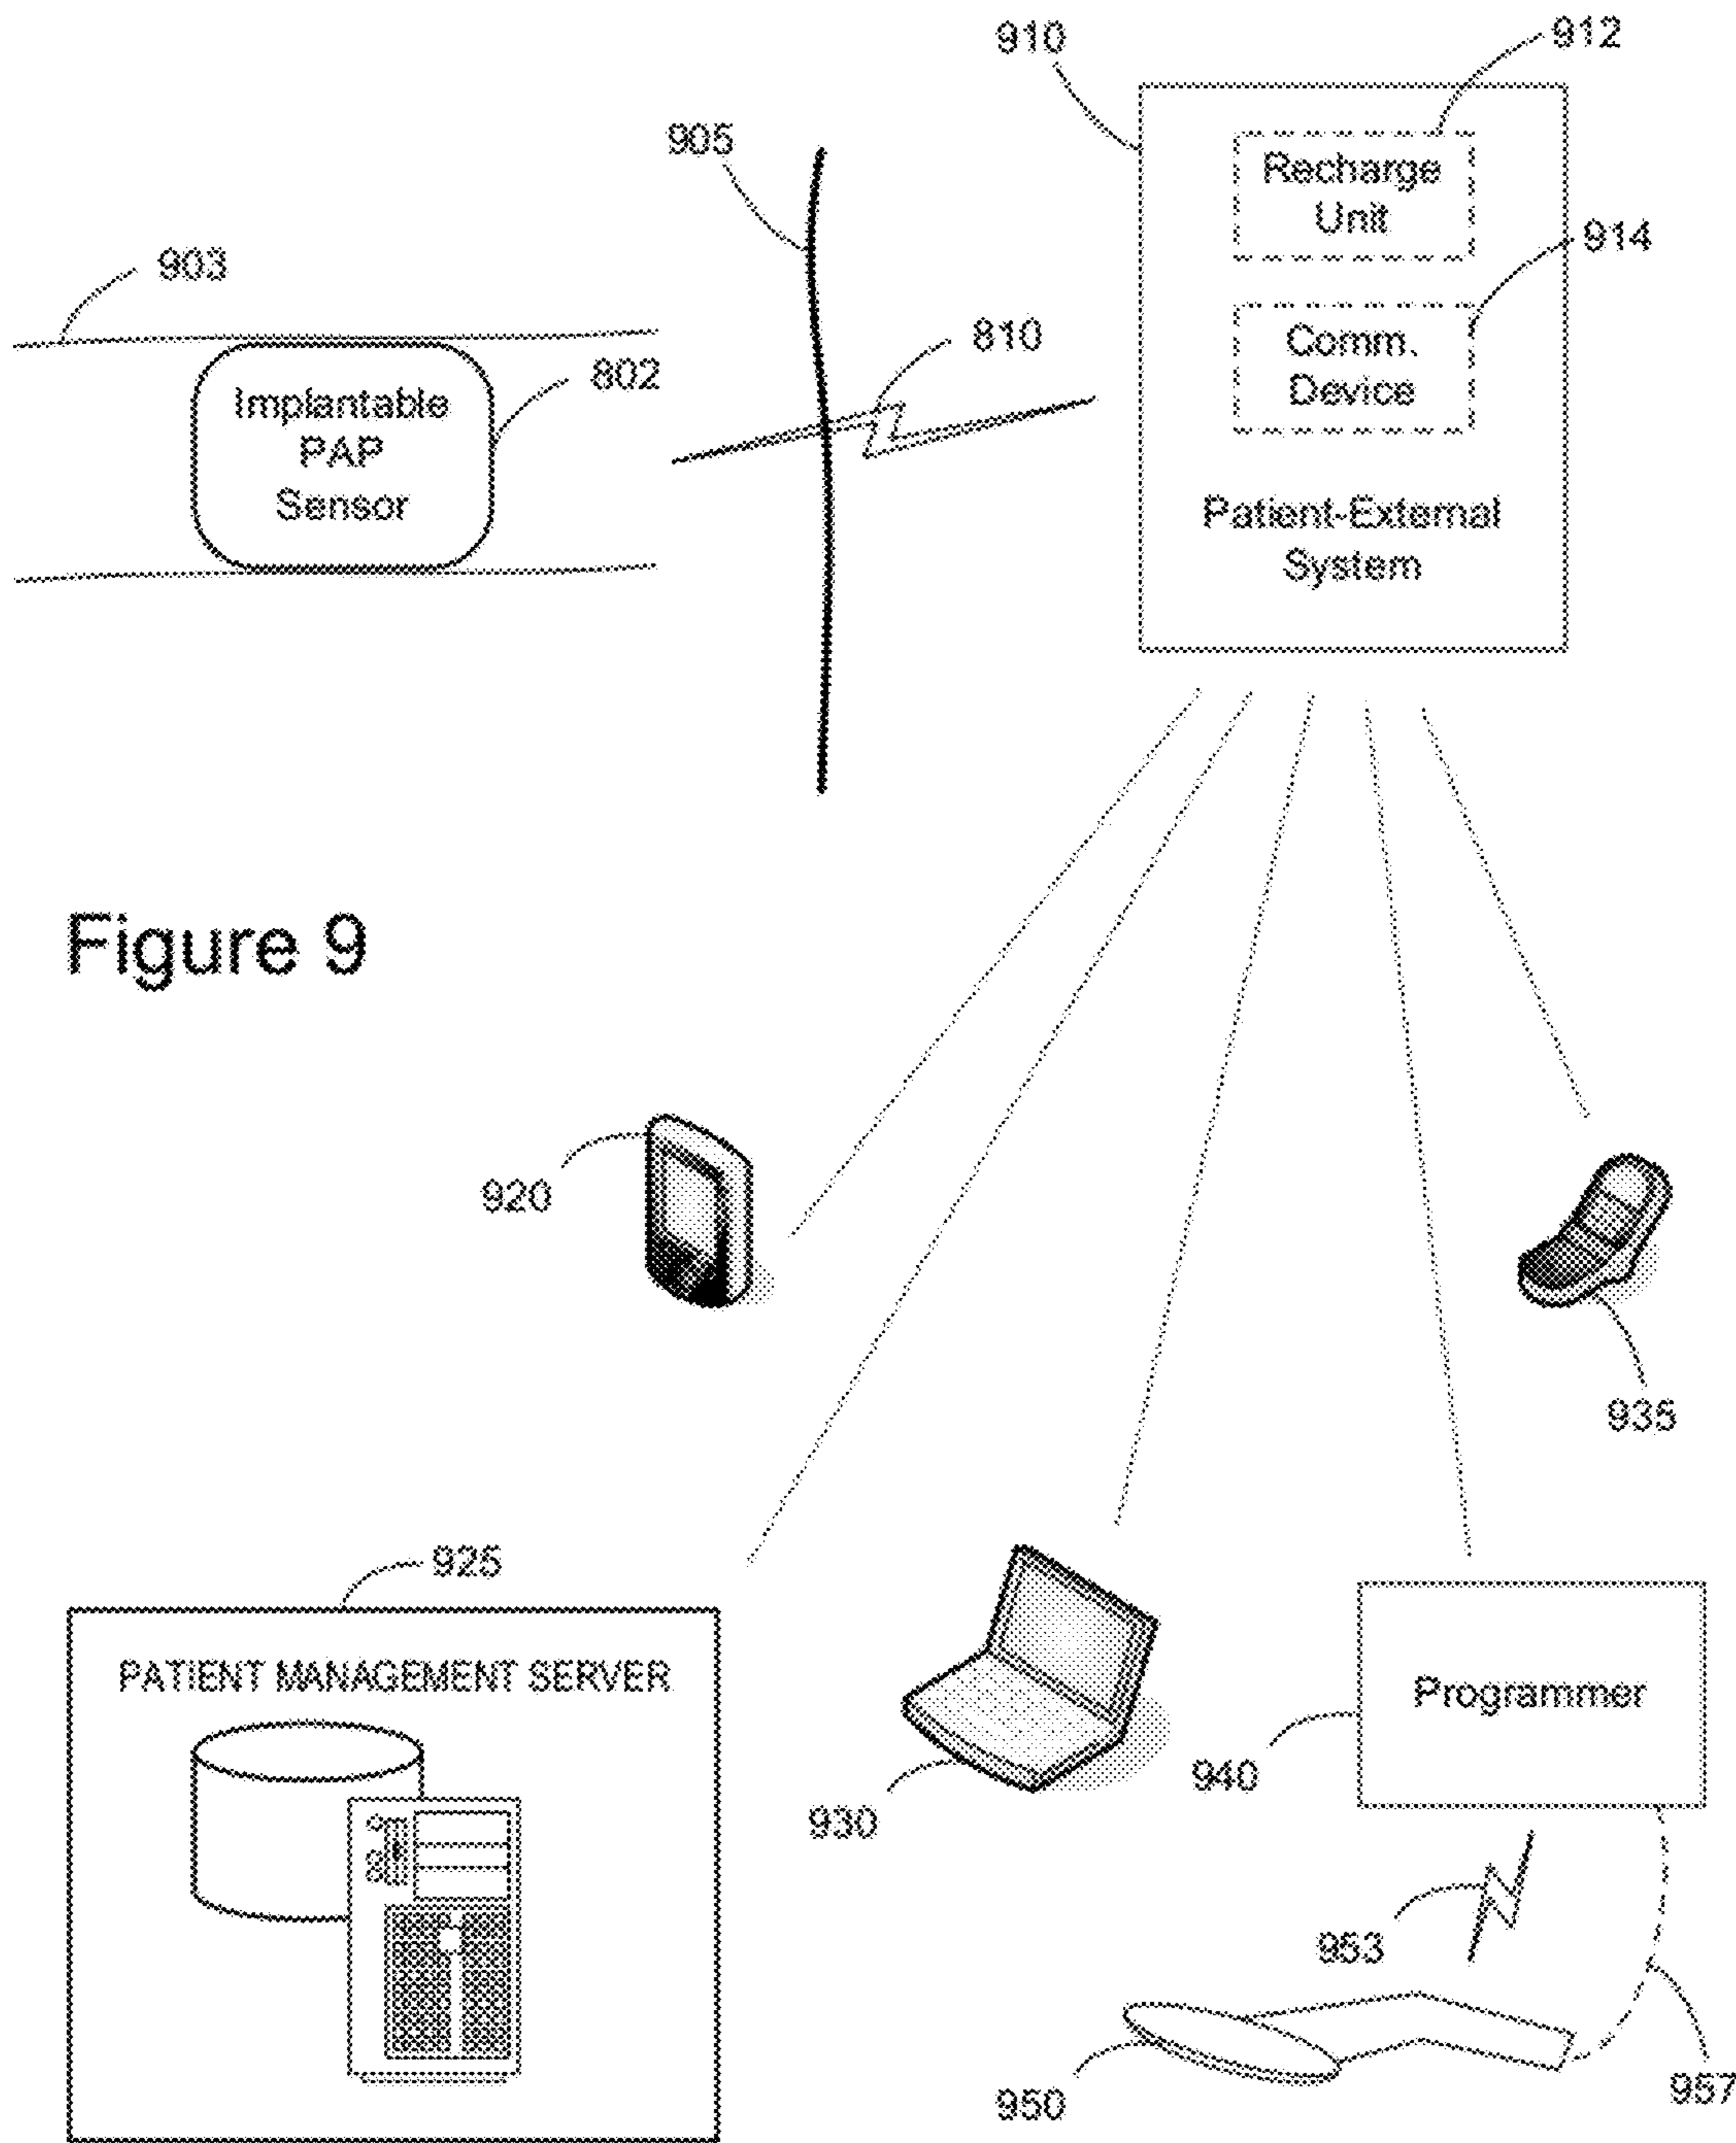 910
912
905
Recharge
Unit
914
903
810
Comm.
Device
802
Implantable
PAP
Sensor
Patient-External
System
Figure 9
920
935
925
PATIENT MANAGEMENT SERVER
Programmer
940
930
953
950
957